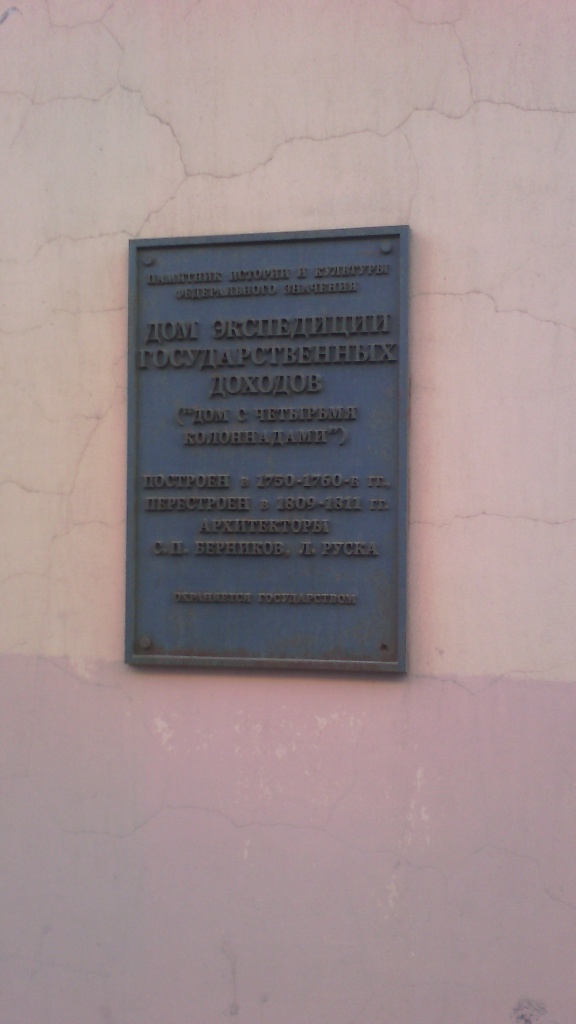 ПАМЯТНИК ИСТОРИИ И КУЛЬТУРЫ
ФЕДЕРАЛЬНОГО ЗНАЧЕНИЯ
ДОМ ЭКСПЕДИЦИИ
ГОСУДАРСТВЕННЫХ
ДОХОДОВ
("ДОМ С ЧЕТЫРЬМЯ
КОЛОННАДАМИ")
ПОСТРОЕН в 1750-1760-е гг.
ПЕРЕСТРОЕН в 1809-1811 гг.
АРХИТЕКТОРЫ
С.П. БЕРНИКОВ, Л. РУСКА
ОХРАНЯЕТСЯ ГОСУДАРСТВОМ